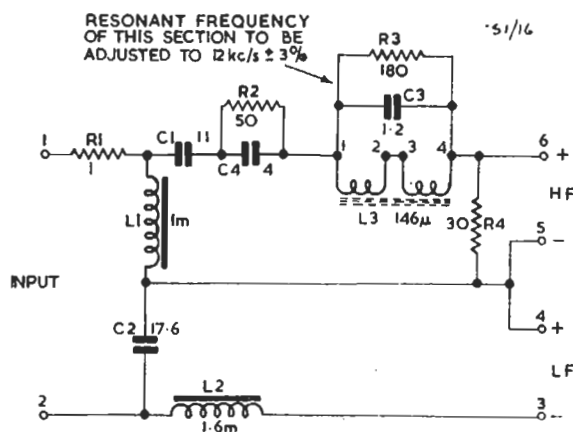 RESONANT FREQUENCY
OF THIS SECTION TO BE
ADJUSTED TO 12 kc/s ± 3%
51/16
R3
180
R2
50
C3
1·2
1
R1
1
C1
11
C4
4
1
2
3
4
6
+
L1
1m
L3
146μ
30
R4
HF
5
-
INPUT
4
+
C2
17·6
LF
L2
2
1·6m
3
-